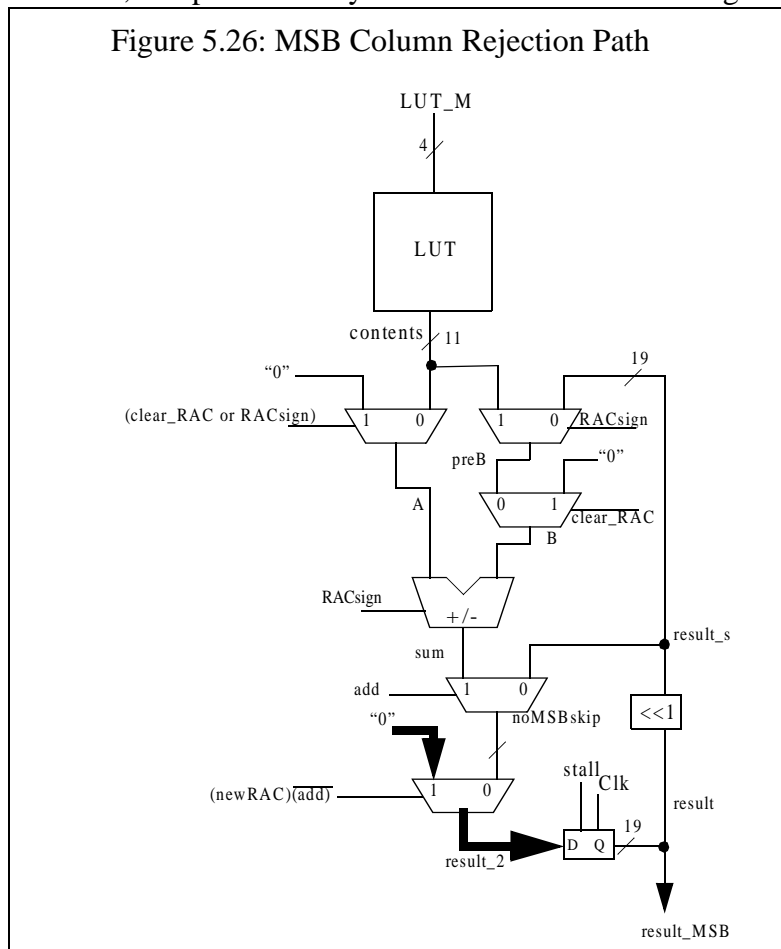 Figure 5.26: MSB Column Rejection Path
LUT_M
4
LUT
contents
11
19
“0”
(clear_RAC or RACsign)
1 0
1 0
RACsign
preB
“0”
A
0 1
clear_RAC
B
RACsign
+/-
sum
result_s
add
1 0
noMSBskip
<<1
“0”
stall
Clk
(newRAC)(add)
1 0
result
19
D Q
result_2
result_MSB